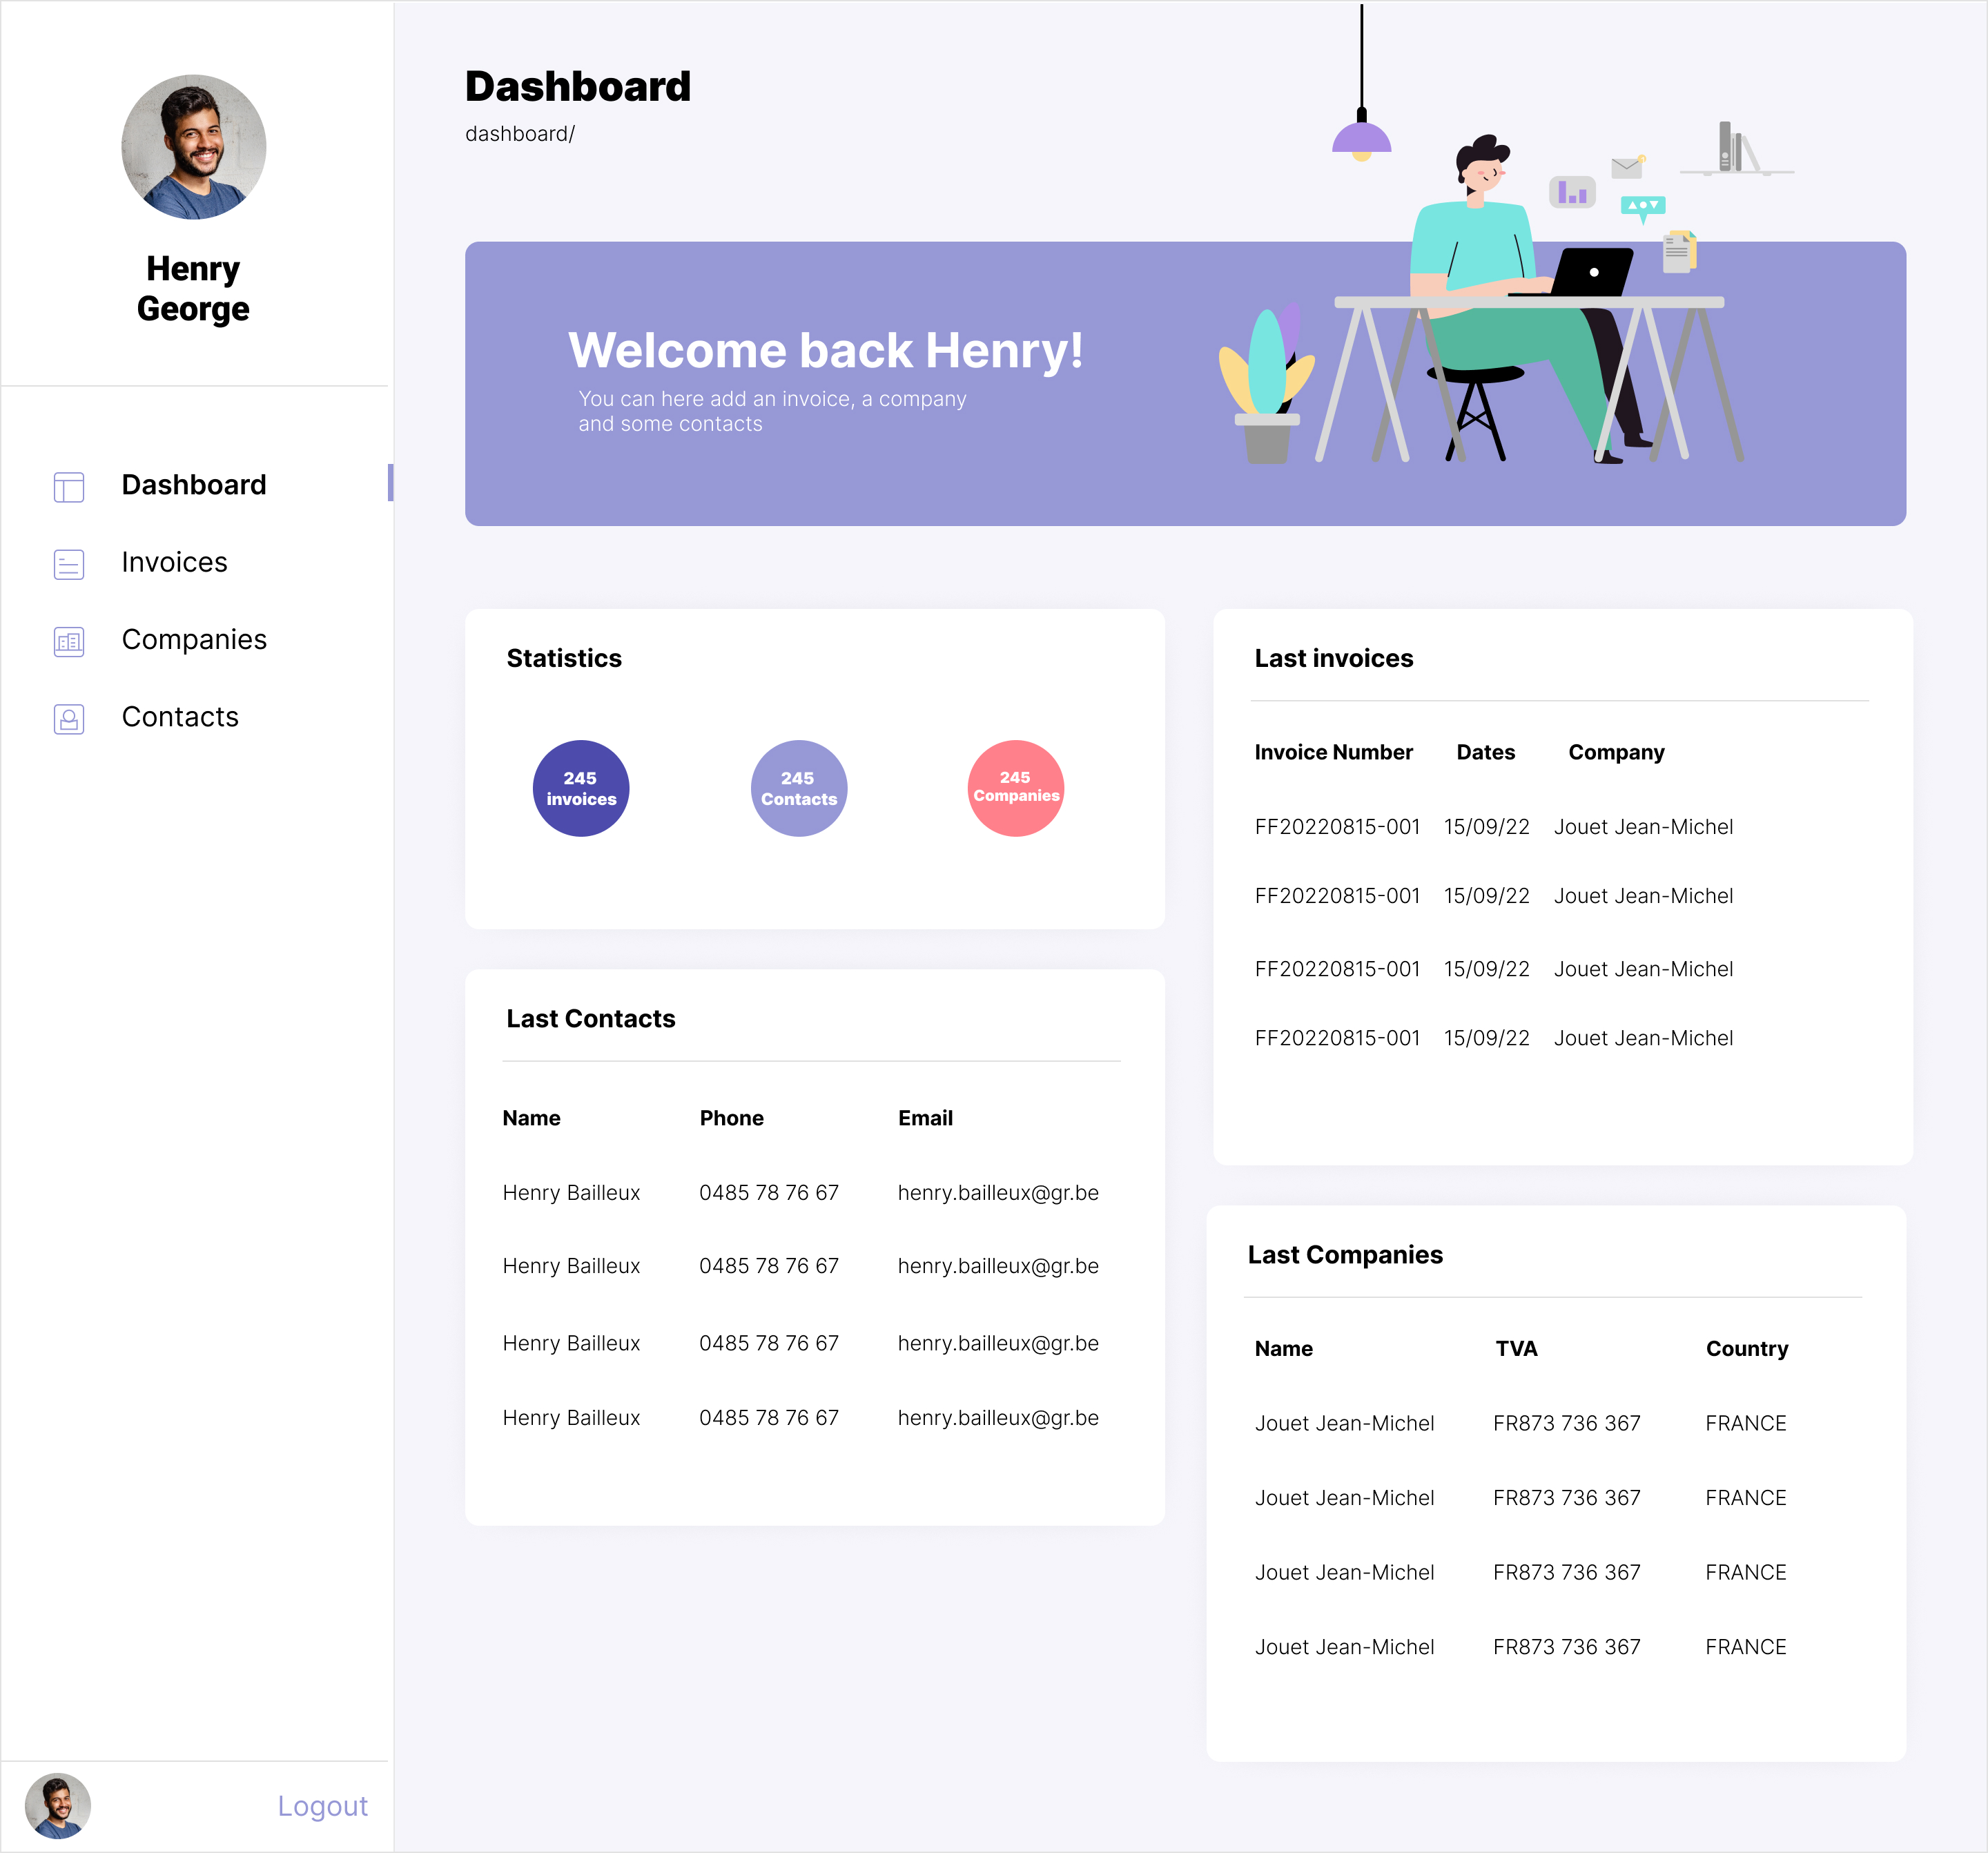 Henry
George
Dashboard
Invoices
Companies
Contacts
Logout
Dashboard
dashboard/
Welcome back Henry!
You can here add an invoice, a company
and some contacts
Statistics
245
invoices
245
Contacts
245
Companies
Last Contacts
Name Phone Email
Henry Bailleux 0485 78 76 67 henry.bailleux@gr.be
Henry Bailleux 0485 78 76 67 henry.bailleux@gr.be
Henry Bailleux 0485 78 76 67 henry.bailleux@gr.be
Henry Bailleux 0485 78 76 67 henry.bailleux@gr.be
Last invoices
Invoice Number Dates Company
FF20220815-001 15/09/22 Jouet Jean-Michel
FF20220815-001 15/09/22 Jouet Jean-Michel
FF20220815-001 15/09/22 Jouet Jean-Michel
FF20220815-001 15/09/22 Jouet Jean-Michel
Last Companies
Name TVA Country
Jouet Jean-Michel FR873 736 367 FRANCE
Jouet Jean-Michel FR873 736 367 FRANCE
Jouet Jean-Michel FR873 736 367 FRANCE
Jouet Jean-Michel FR873 736 367 FRANCE